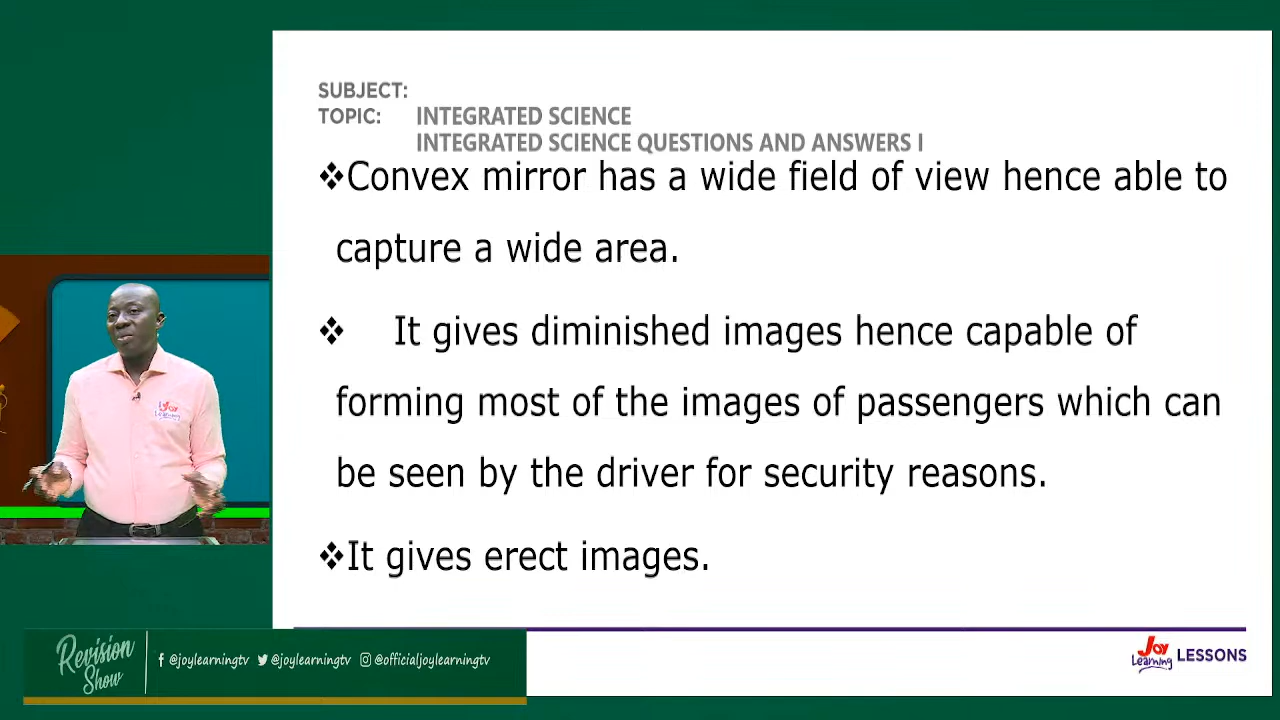 SUBJECT:
TOPIC: INTEGRATED SCIENCE
INTEGRATED SCIENCE QUESTIONS AND ANSWERS I
❖Convex mirror has a wide field of view hence able to
capture a wide area.
❖ It gives diminished images hence capable of
forming most of the images of passengers which can
be seen by the driver for security reasons.
❖It gives erect images.
Joy
Learning
Revision
Show
@joylearningtv @joylearningtv @officialjoylearningtv
Joy
Learning LESSONS